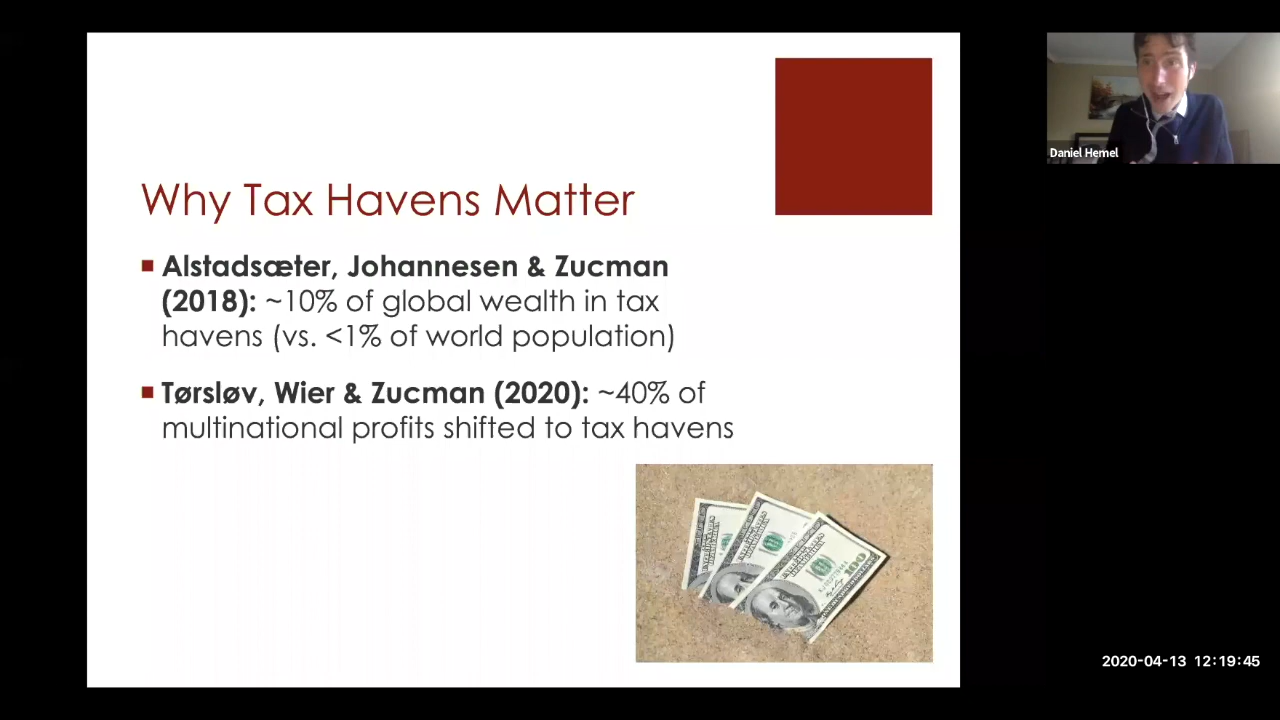 Why Tax Havens Matter
Alstadsæter, Johannesen & Zucman
(2018): ~10% of global wealth in tax
havens (vs. <1% of world population)
Tørsløv, Wier & Zucman (2020): ~40% of
multinational profits shifted to tax havens
100
Daniel Hemel
2020-04-13 12:19:45